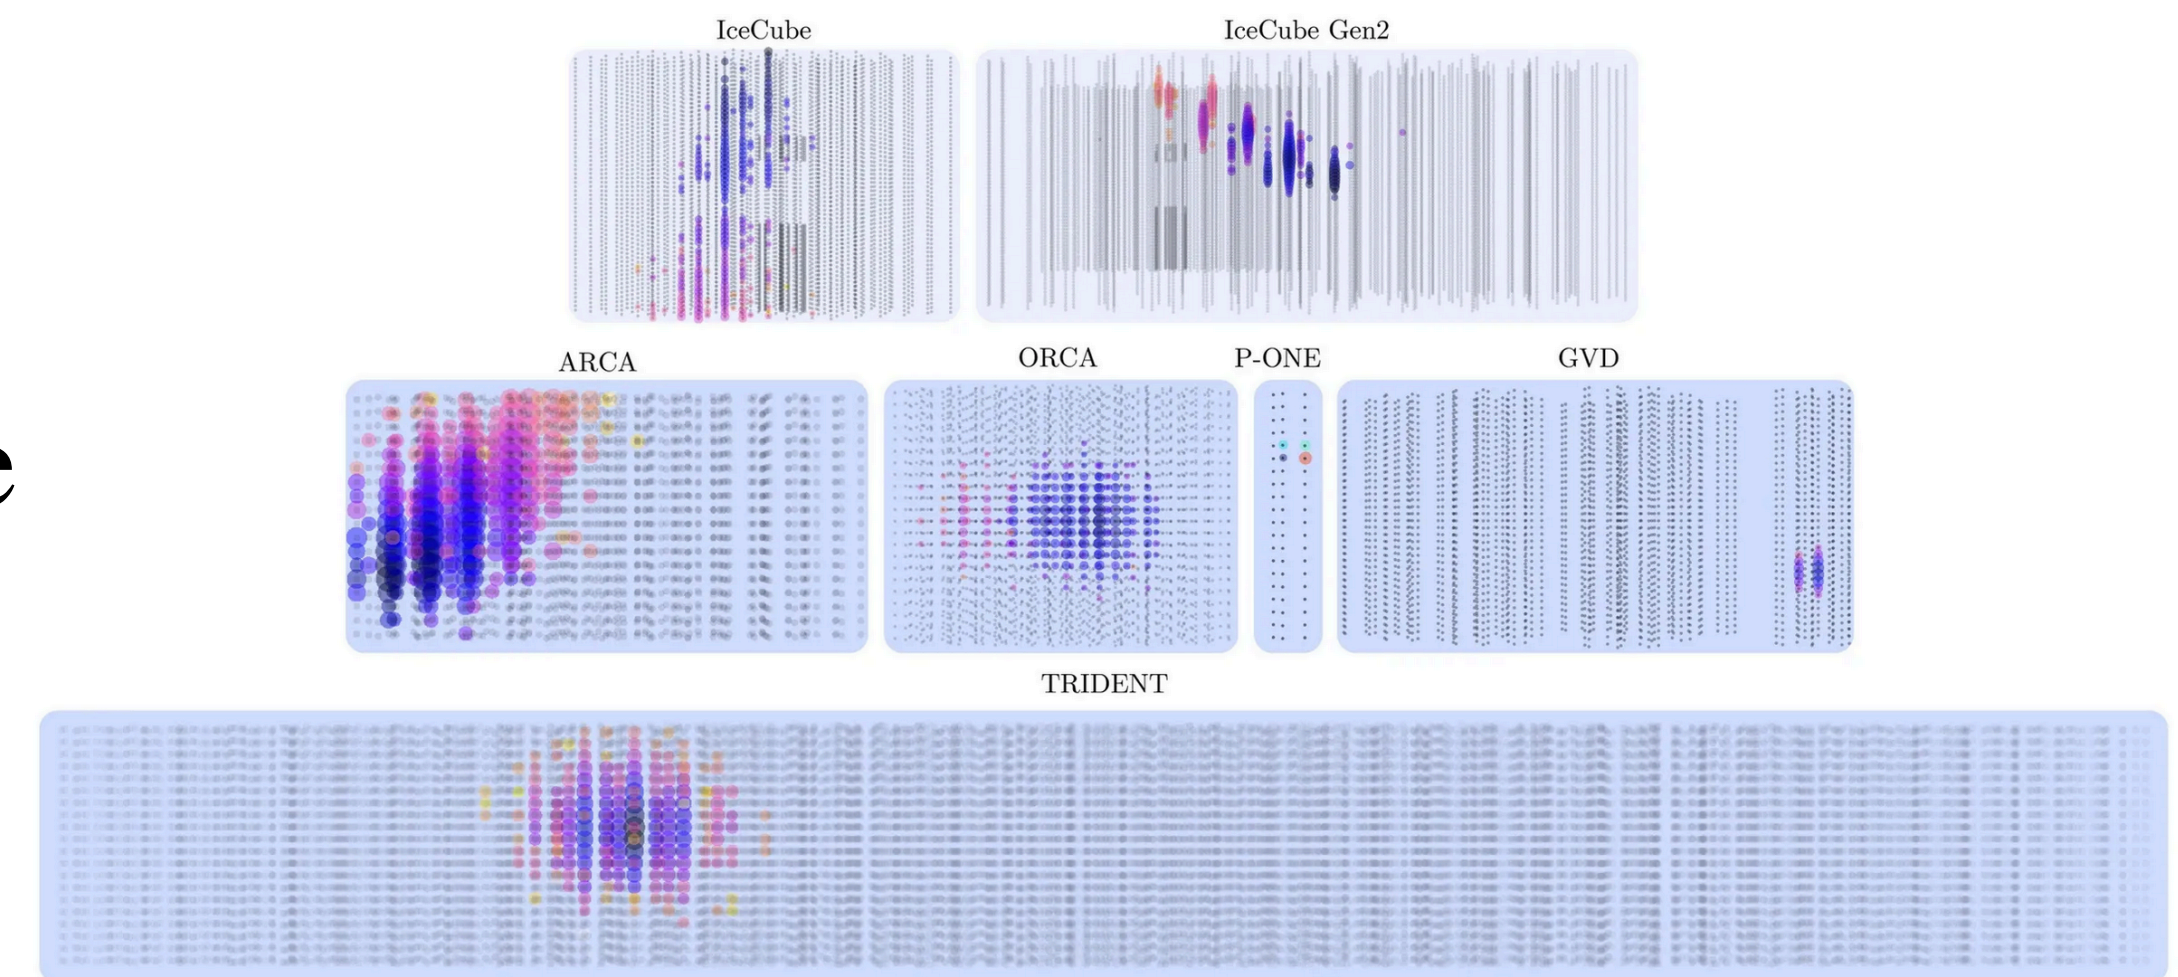 IceCube
IceCube Gen2
ARCA
ORCA
P-ONE
GVD
e
TRIDENT